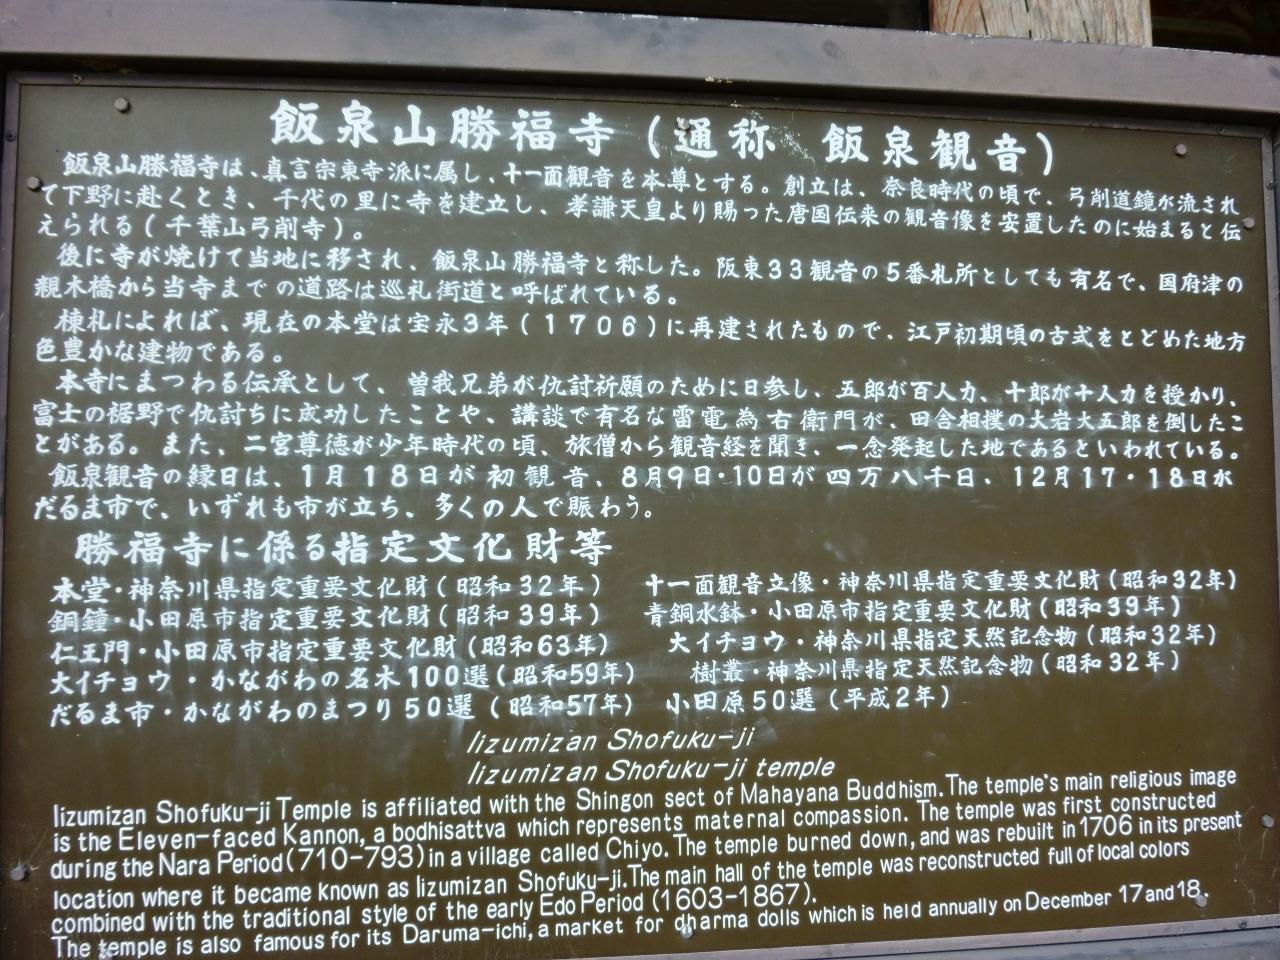 飯泉山勝福寺（通称　飯泉観音）
飯泉山勝福寺は、真言宗東寺派に属し、十一面観音を本尊とする。創立は、奈良時代の頃で、弓削道鏡が流され
て下野に赴くとき、千代の里に寺を建立し、孝謙天皇より賜った唐国伝来の観音像を安置したのに始まると伝
えられる（千葉山弓削寺）。
後に寺が焼けて当地に移され、飯泉山勝福寺と称した。阪東33観音の5番札所としても有名で、国府津の
親木橋から当寺までの道路は巡礼街道と呼ばれている。
棟札によれば、現在の本堂は宝永3年（1706）に再建されたもので、江戸初期頃の古式をとどめた地方
色豊かな建物である。
本寺にまつわる伝承として、曽我兄弟が仇討祈願のために日参し、五郎が百人力、十郎が十人力を授かり、
富士の裾野で仇討ちに成功したことや、講談で有名な雷電為右衛門が、田舎相撲の大岩大五郎を倒したこ
とがある。また、二宮尊徳が少年時代の頃、旅僧から観音経を聞き、一念発起した地であるといわれている。
飯泉観音の縁日は、1月18日が初観音、8月9日・10日が四万八千日、12月17・18日が
だるま市で、いずれも市が立ち、多くの人で賑わう。
勝福寺に係る指定文化財等
本堂・神奈川県指定重要文化財（昭和32年）　十一面観音立像・神奈川県指定重要文化財（昭和32年）
銅鐘・小田原市指定重要文化財（昭和39年）　青銅水鉢・小田原市指定重要文化財（昭和39年）
仁王門・小田原市指定重要文化財（昭和63年）　大イチョウ・神奈川県指定天然記念物（昭和32年）
大イチョウ・かながわの名木100選（昭和59年）　樹叢・神奈川県指定天然記念物（昭和32年）
だるま市・かながわのまつり50選（昭和57年）　小田原50選（平成2年）
Iizumizan Shofuku-ji
Iizumizan Shofuku-ji temple
Iizumizan Shofuku-ji Temple is affiliated with the Shingon sect of Mahayana Buddhism. The temple's main religious image
is the Eleven-faced Kannon, a bodhisattva which represents maternal compassion. The temple was first constructed
during the Nara Period(710-793)in a village called Chiyo. The temple burned down, and was rebuilt in 1706 in its present
location where it became known as Iizumizan Shofuku-ji. The main hall of the temple was reconstructed full of local colors
combined with the traditional style of the early Edo Period (1603-1867).
The temple is also famous for its Daruma-ichi, a market for dharma dolls which is held annually on December 17 and 18.